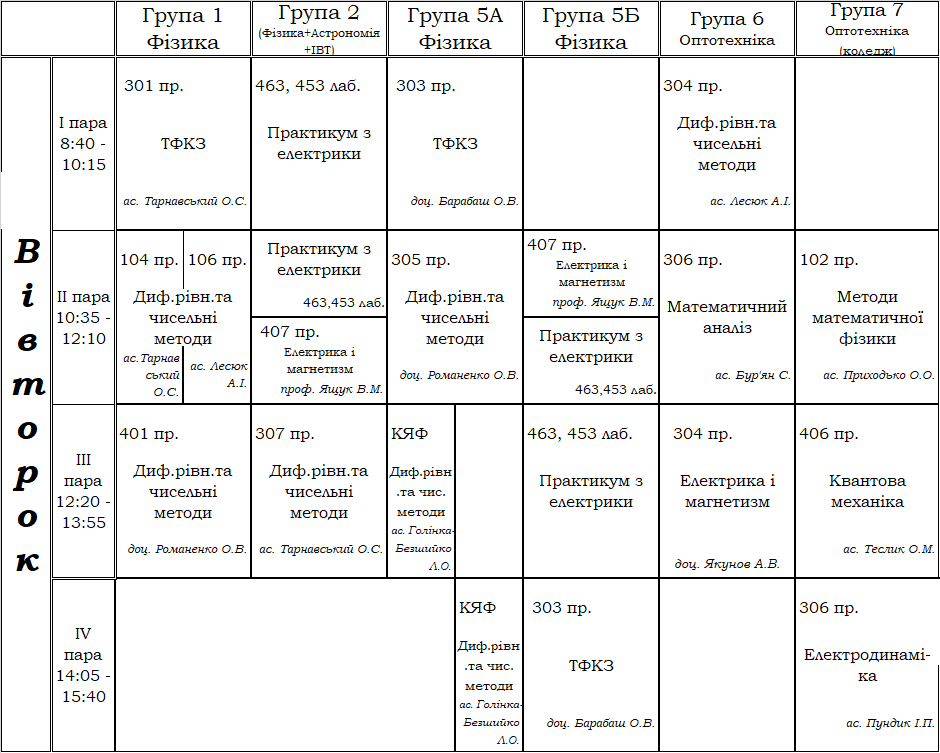 Група 1
Фізика
Група 2
(Фізика+Астрономія
+ІВТ)
Група 5А
Фізика
Група 5Б
Фізика
Група 6
Оптотехніка
Група 7
Оптотехніка
(коледж)
Вівторок
І пара
8:40 -
10:15
301 пр.
ТФКЗ
ас. Тарнавський О.С.
463, 453 лаб.
Практикум з
електрики
303 пр.
ТФКЗ
доц. Барабаш О.В.
304 пр.
Диф.рівн.та
чисельні
методи
ас. Лесюк А.І.
ІІ пара
10:35 -
12:10
104 пр.
106 пр.
Диф.рівн.та
чисельні
методи
ас.Тарнав
ський
О.С.
ас. Лесюк
А.І.
Практикум з
електрики
463,453 лаб.
407 пр.
Електрика і
магнетизм
проф. Ящук В.М.
305 пр.
Диф.рівн.та
чисельні
методи
доц. Романенко О.В.
407 пр.
Електрика і
магнетизм
проф. Ящук В.М.
Практикум з
електрики
463,453 лаб.
306 пр.
Математичний
аналіз
ас. Бур'ян С.
102 пр.
Методи
математичної
фізики
ас. Приходько О.О.
ІІІ
пара
12:20 -
13:55
401 пр.
Диф.рівн.та
чисельні
методи
доц. Романенко О.В.
307 пр.
Диф.рівн.та
чисельні
методи
ас. Тарнавський О.С.
КЯФ
Диф.рівн
.та чис.
методи
ас. Голінка-
Безшийко
Л.О.
463, 453 лаб.
Практикум з
електрики
304 пр.
Електрика і
магнетизм
доц. Якунов А.В.
406 пр.
Квантова
механіка
ас. Теслик О.М.
IV
пара
14:05 -
15:40
КЯФ
Диф.рівн
.та чис.
методи
ас. Голінка-
Безшийко
Л.О.
303 пр.
ТФКЗ
доц. Барабаш О.В.
306 пр.
Електродинамі-
ка
ас. Пундик І.П.